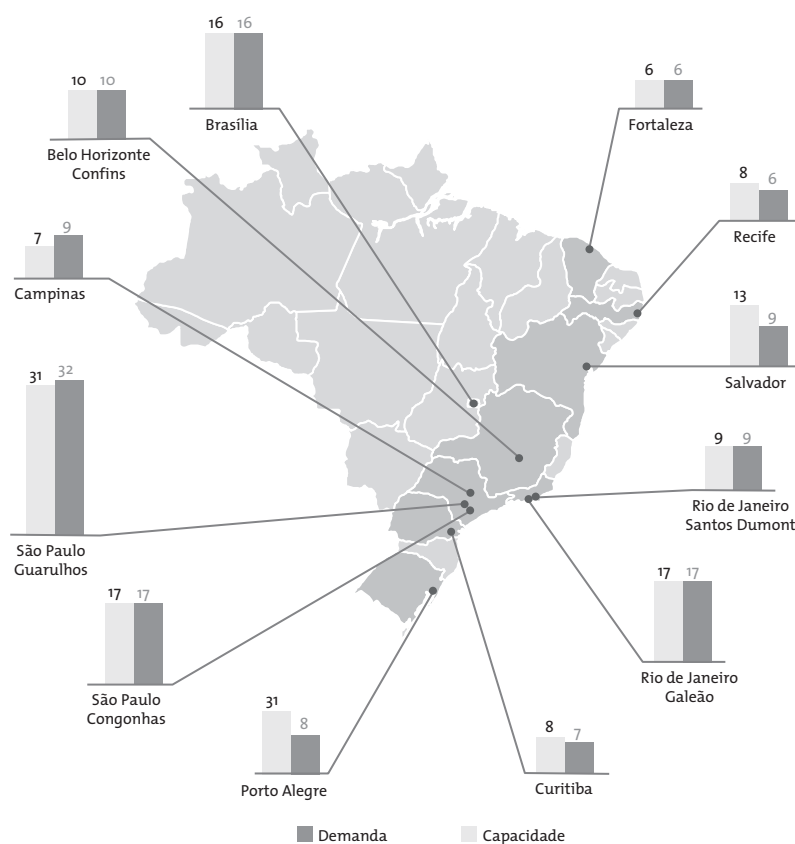 16 16
Brasília
10 10
Belo Horizonte
Confins
6 6
Fortaleza
8 6
Recife
7 9
Campinas
13 9
Salvador
31 32
São Paulo
Guarulhos
9 9
Rio de Janeiro
Santos Dumont
17 17
São Paulo
Congonhas
17 17
Rio de Janeiro
Galeão
31 8
Porto Alegre
8 7
Curitiba
Demanda Capacidade